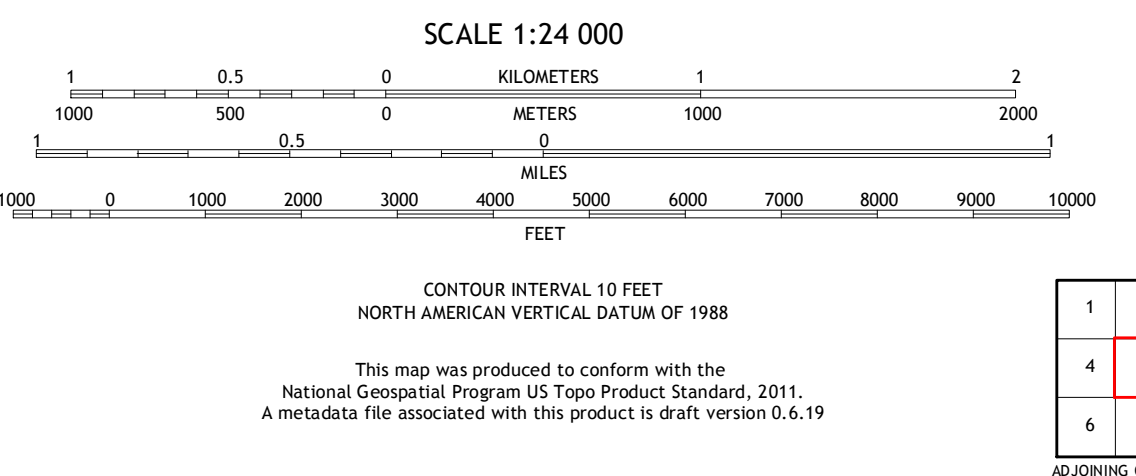 SCALE 1:24 000
1 0.5 0 KILOMETERS 1 2
1000 500 0 METERS 1000 2000
1 0.5 0 1
MILES
1000 0 1000 2000 3000 4000 5000 6000 7000 8000 9000 10000
FEET
CONTOUR INTERVAL 10 FEET
NORTH AMERICAN VERTICAL DATUM OF 1988
This map was produced to conform with the
National Geospatial Program US Topo Product Standard, 2011.
A metadata file associated with this product is draft version 0.6.19
1
4
6
ADJOINING